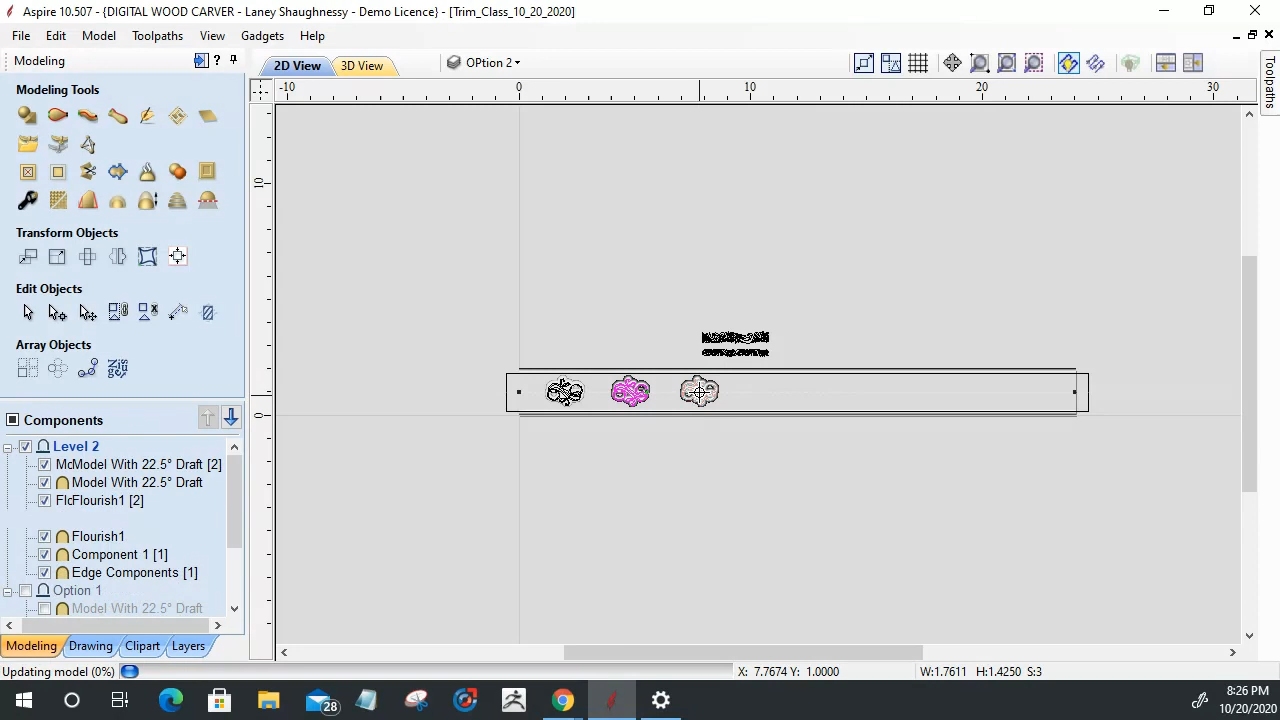 Aspire 10.507 - {DIGITAL WOOD CARVER - Laney Shaughnessy - Demo Licence} - [Trim_Class_10_20_2020]
File Edit Model Toolpaths View Gadgets Help
Modeling
2D View 3D View OPtion 2
Toolpaths
-10 0 10 20 30
10
0
Modeling Tools
Transform Objects
Edit Objects
Array Objects
Components
Level 2
McModel With 22.5° Draft [2]
Model With 22.5° Draft
FlcFlourish1 [2]
Flourish1
Component 1 [1]
Edge Components [1]
Option 1
Model With 22.5° Draft
Modeling Drawing Clipart Layers
Updating model (0%) X: 7.7674 Y: 1.0000 W:1.7611 H:1.4250 S:3
28
8:26 PM
10/20/2020